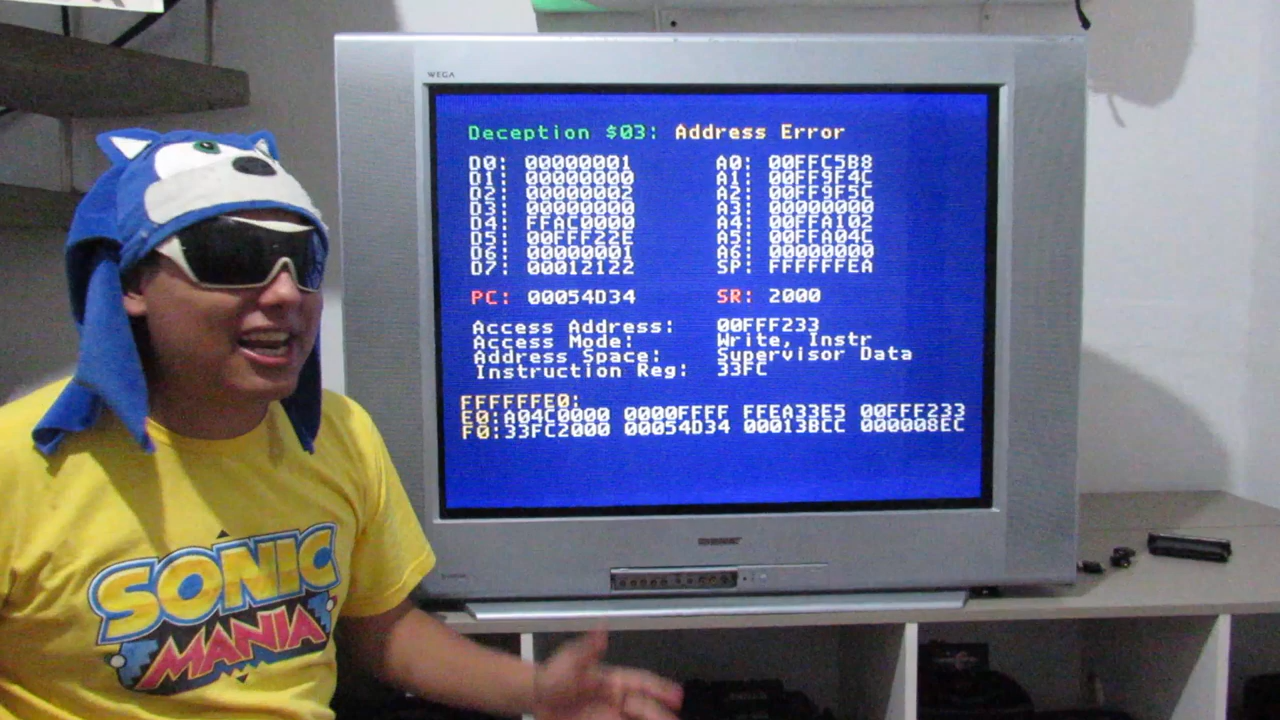 WEGA
Deception $03: Address Error
D0: 00000001 A0: 00FFC5B8
D1: 00000000 A1: 00FF9F4C
D2: 00000002 A2: 00FF9F5C
D3: 00000000 A3: 00000000
D4: FFAC0000 A4: 00FFA102
D5: 00FFF22E A5: 00FFA04C
D6: 00000001 A6: 00000000
D7: 00012122 SP: FFFFFFEA
PC: 00054D34 SR: 2000
Access Address: 00FFF233
Access Mode: Write, Instr
Address Space: Supervisor Data
Instruction Reg: 33FC
FFFFFFE0:
E0:A04C0000 0000FFFF FFEA33E5 00FFF233
F0:33FC2000 00054D34 00013BCC 000008EC
SONIC
MANIA